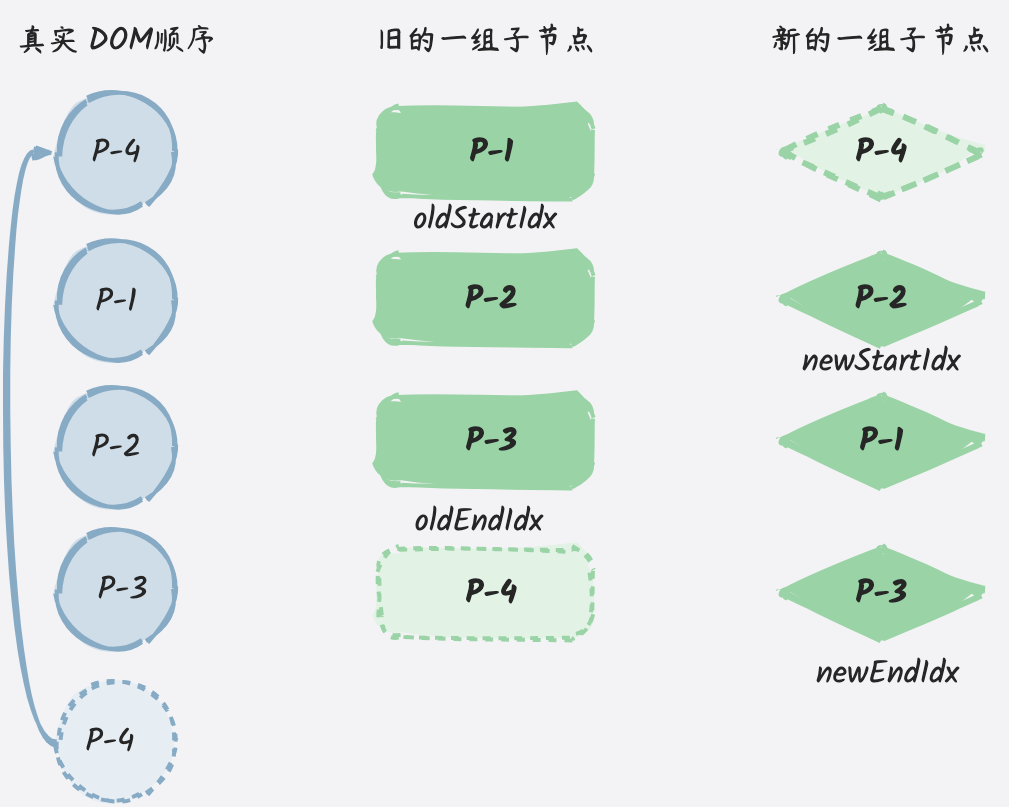 真实 DOM顺序
P-4
P-1
P-2
P-3
P-4
旧的一组子节点
P-1
oldStartIdx
P-2
P-3
oldEndIdx
P-4
新的一组子节点
P-4
P-2
newStartIdx
P-1
P-3
newEndIdx